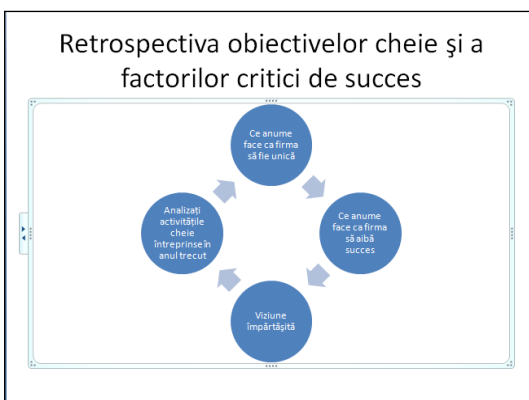 Retrospectiva obiectivelor cheie şi a
factorilor critici de succes
Ce anume
face ca firma
să fie unică
Ce anume
face ca firma
să aibă
succes
Viziune
împărtăşită
Analizaţi
activităţile
cheie
întreprinse în
anul trecut